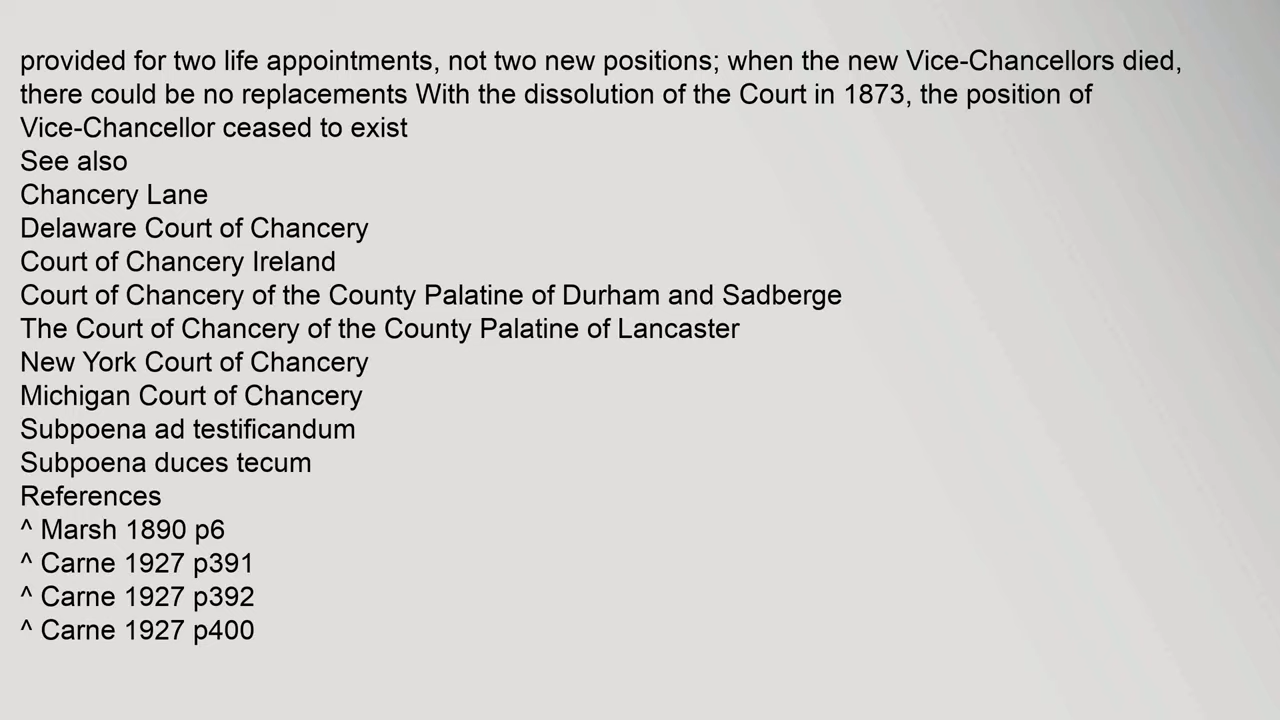 provided for two life appointments, not two new positions; when the new Vice-Chancellors died,
there could be no replacements With the dissolution of the Court in 1873, the position of
Vice-Chancellor ceased to exist
See also
Chancery Lane
Delaware Court of Chancery
Court of Chancery Ireland
Court of Chancery of the County Palatine of Durham and Sadberge
The Court of Chancery of the County Palatine of Lancaster
New York Court of Chancery
Michigan Court of Chancery
Subpoena ad testificandum
Subpoena duces tecum
References
^ Marsh 1890 p6
^ Carne 1927 p391
^ Carne 1927 p392
^ Carne 1927 p400